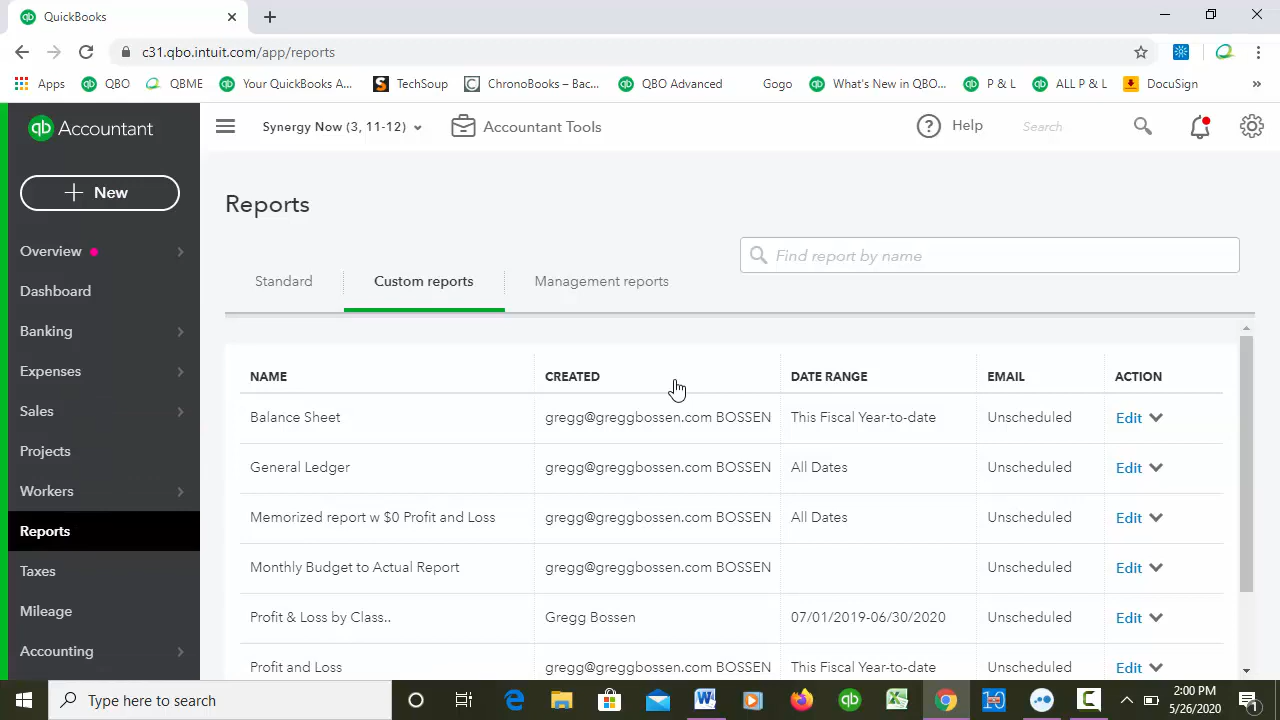 QuickBooks
c31.qbo.intuit.com/app/reports
Apps QBO QBME Your QuickBooks A... TechSoup ChronoBooks – Bac... QBO Advanced Gogo What's New in QBO... P & L ALL P & L DocuSign »
qb Accountant
Synergy Now (3, 11-12)
Accountant Tools
Help
Search
New
Overview
Dashboard
Banking
Expenses
Sales
Projects
Workers
Reports
Taxes
Mileage
Accounting
Reports
Find report by name
Standard Custom reports Management reports
NAME CREATED DATE RANGE EMAIL ACTION
Balance Sheet gregg@greggbossen.com BOSSEN This Fiscal Year-to-date Unscheduled Edit
General Ledger gregg@greggbossen.com BOSSEN All Dates Unscheduled Edit
Memorized report w $0 Profit and Loss gregg@greggbossen.com BOSSEN All Dates Unscheduled Edit
Monthly Budget to Actual Report gregg@greggbossen.com BOSSEN Unscheduled Edit
Profit & Loss by Class.. Gregg Bossen 07/01/2019-06/30/2020 Unscheduled Edit
Profit and Loss gregg@greggbossen.com BOSSEN This Fiscal Year-to-date Unscheduled Edit
Type here to search
2:00 PM
5/26/2020
1